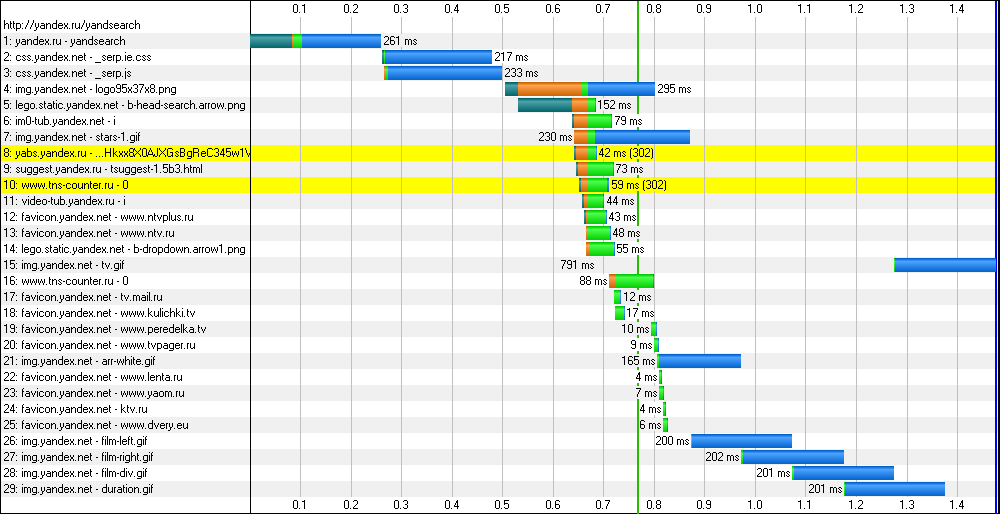 0.1 0.2 0.3 0.4 0.5 0.6 0.7 0.8 0.9 1.0 1.1 1.2 1.3 1.4
http://yandex.ru/yandsearch
1: yandex.ru - yandsearch 261 ms
2: css.yandex.net - _serp.ie.css 217 ms
3: css.yandex.net - _serp.js 233 ms
4: img.yandex.net - logo95x37x8.png 295 ms
5: lego.static.yandex.net - b-head-search.arrow.png 152 ms
6: im0-tub.yandex.net - i 79 ms
7: img.yandex.net - stars-1.gif 230 ms
8: yabs.yandex.ru - ...Hkxx8X0AJXGsBgReC345w1V 42 ms (302)
9: suggest.yandex.ru - tsuggest-1.5b3.html 73 ms
10: www.tns-counter.ru - 0 59 ms (302)
11: video-tub.yandex.ru - i 44 ms
12: favicon.yandex.net - www.ntvplus.ru 43 ms
13: favicon.yandex.net - www.ntv.ru 48 ms
14: lego.static.yandex.net - b-dropdown.arrow1.png 55 ms
15: img.yandex.net - tv.gif 791 ms
16: www.tns-counter.ru - 0 88 ms
17: favicon.yandex.net - tv.mail.ru 12 ms
18: favicon.yandex.net - www.kulichki.tv 17 ms
19: favicon.yandex.net - www.peredelka.tv 10 ms
20: favicon.yandex.net - www.tvpager.ru 9 ms
21: img.yandex.net - arr-white.gif 165 ms
22: favicon.yandex.net - www.lenta.ru 4 ms
23: favicon.yandex.net - www.yaom.ru 7 ms
24: favicon.yandex.net - ktv.ru 4 ms
25: favicon.yandex.net - www.dvery.eu 6 ms
26: img.yandex.net - film-left.gif 200 ms
27: img.yandex.net - film-right.gif 202 ms
28: img.yandex.net - film-div.gif 201 ms
29: img.yandex.net - duration.gif 201 ms
0.1 0.2 0.3 0.4 0.5 0.6 0.7 0.8 0.9 1.0 1.1 1.2 1.3 1.4